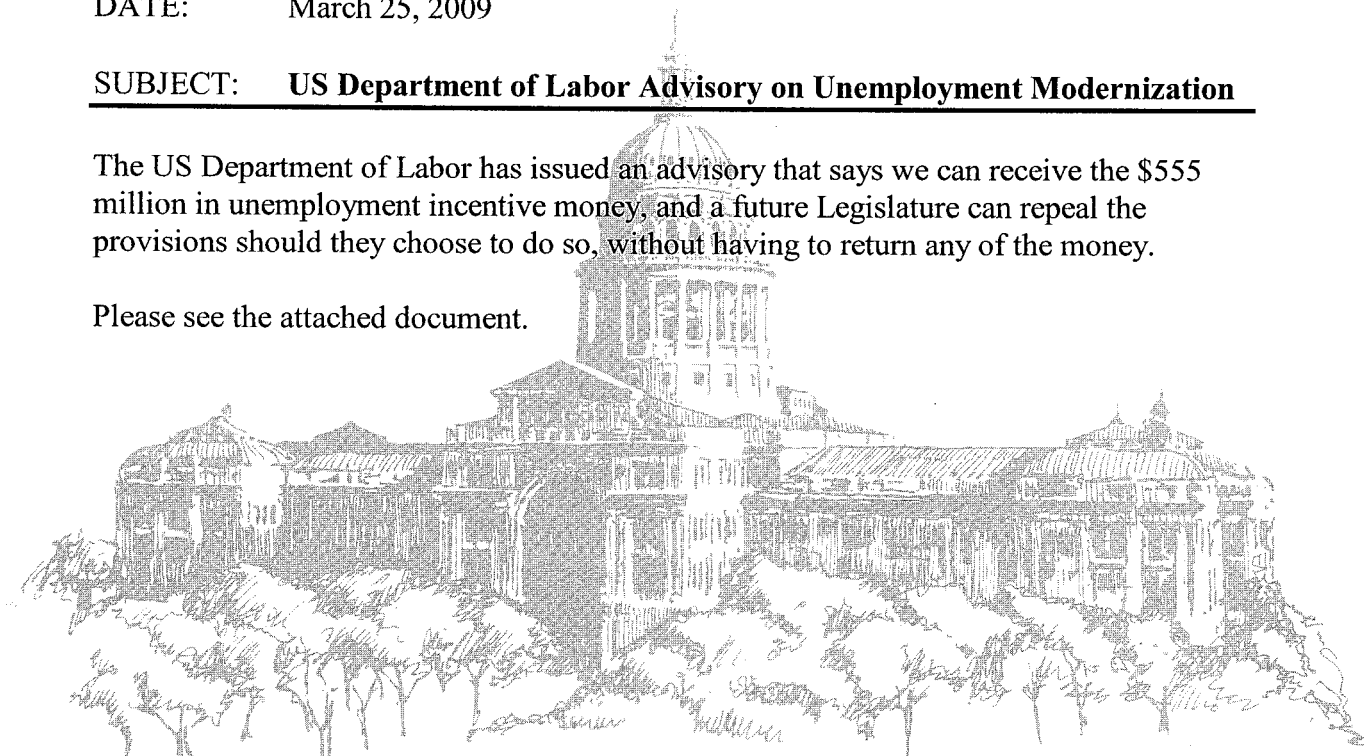 DATE: March 25, 2009
SUBJECT: US Department of Labor Advisory on Unemployment Modernization
The US Department of Labor has issued an advisory that says we can receive the $555
million in unemployment incentive money, and a future Legislature can repeal the
provisions should they choose to do so, without having to return any of the money.
Please see the attached document.